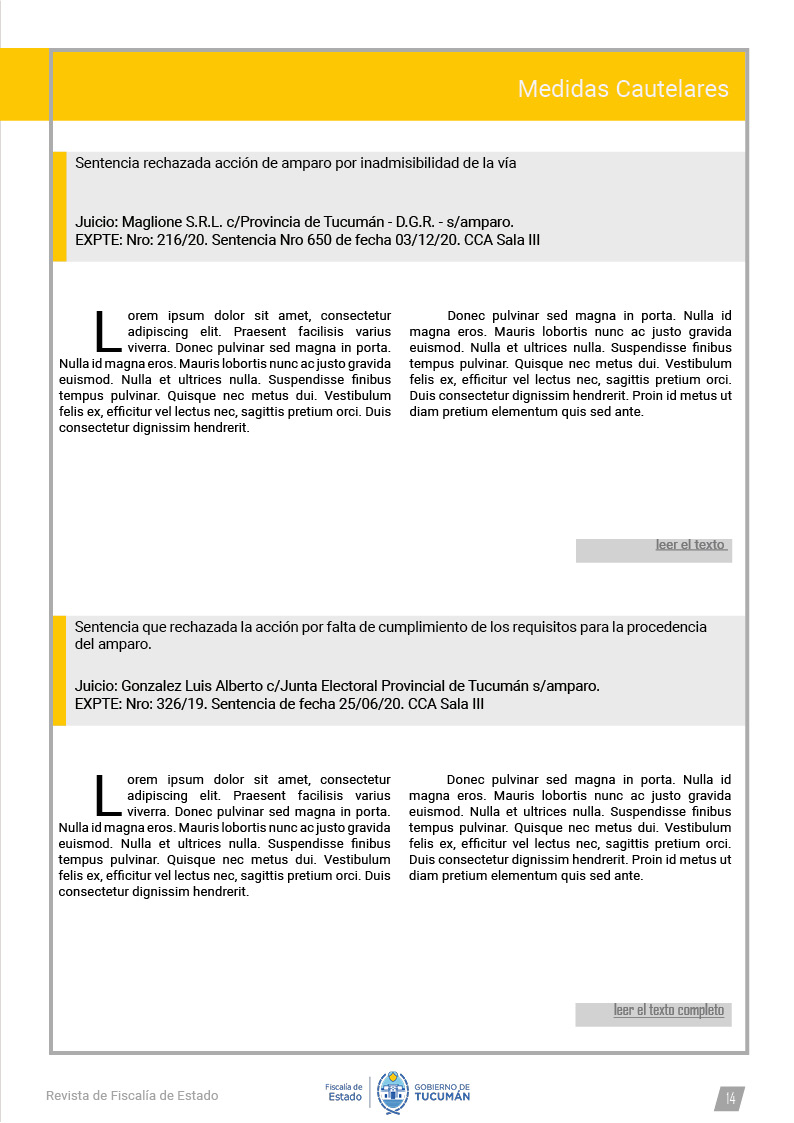 Medidas Cautelares
Sentencia rechazada acción de amparo por inadmisibilidad de la vía
Juicio: Maglione S.R.L. c/Provincia de Tucumán - D.G.R. - s/amparo.
EXPTE: Nro: 216/20. Sentencia Nro 650 de fecha 03/12/20. CCA Sala III
Lorem ipsum dolor sit amet, consectetur
adipiscing elit. Praesent facilisis varius
viverra. Donec pulvinar sed magna in porta.
Nulla id magna eros. Mauris lobortis nunc ac justo gravida
euismod. Nulla et ultrices nulla. Suspendisse finibus
tempus pulvinar. Quisque nec metus dui. Vestibulum
felis ex, efficitur vel lectus nec, sagittis pretium orci. Duis
consectetur dignissim hendrerit.
Donec pulvinar sed magna in porta. Nulla id
magna eros. Mauris lobortis nunc ac justo gravida
euismod. Nulla et ultrices nulla. Suspendisse finibus
tempus pulvinar. Quisque nec metus dui. Vestibulum
felis ex, efficitur vel lectus nec, sagittis pretium orci.
Duis consectetur dignissim hendrerit. Proin id metus ut
diam pretium elementum quis sed ante.
leer el texto
Sentencia que rechazada la acción por falta de cumplimiento de los requisitos para la procedencia
del amparo.
Juicio: Gonzalez Luis Alberto c/Junta Electoral Provincial de Tucumán s/amparo.
EXPTE: Nro: 326/19. Sentencia de fecha 25/06/20. CCA Sala III
Lorem ipsum dolor sit amet, consectetur
adipiscing elit. Praesent facilisis varius
viverra. Donec pulvinar sed magna in porta.
Nulla id magna eros. Mauris lobortis nunc ac justo gravida
euismod. Nulla et ultrices nulla. Suspendisse finibus
tempus pulvinar. Quisque nec metus dui. Vestibulum
felis ex, efficitur vel lectus nec, sagittis pretium orci. Duis
consectetur dignissim hendrerit.
Donec pulvinar sed magna in porta. Nulla id
magna eros. Mauris lobortis nunc ac justo gravida
euismod. Nulla et ultrices nulla. Suspendisse finibus
tempus pulvinar. Quisque nec metus dui. Vestibulum
felis ex, efficitur vel lectus nec, sagittis pretium orci.
Duis consectetur dignissim hendrerit. Proin id metus ut
diam pretium elementum quis sed ante.
leer el texto completo
Revista de Fiscalía de Estado
Fiscalía de
Estado
GOBIERNO DE
TUCUMÁN
14